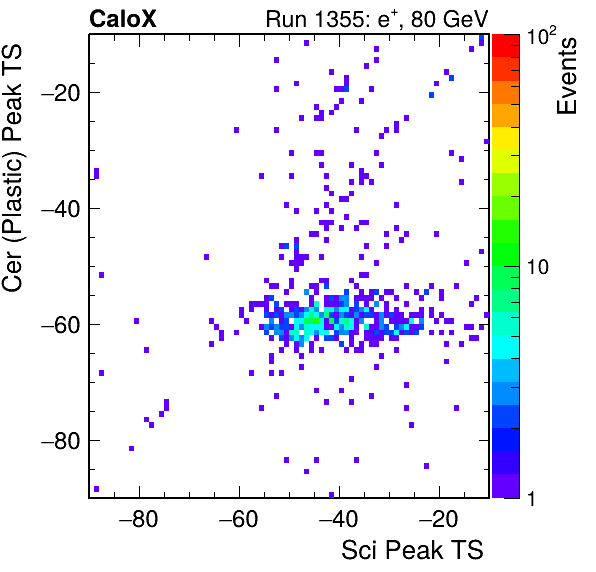 CaloX Run 1355: e⁺, 80 GeV
Cer (Plastic) Peak TS
−20
−40
−60
−80
−80 −60 −40 −20
Sci Peak TS
10²
10
1
Events